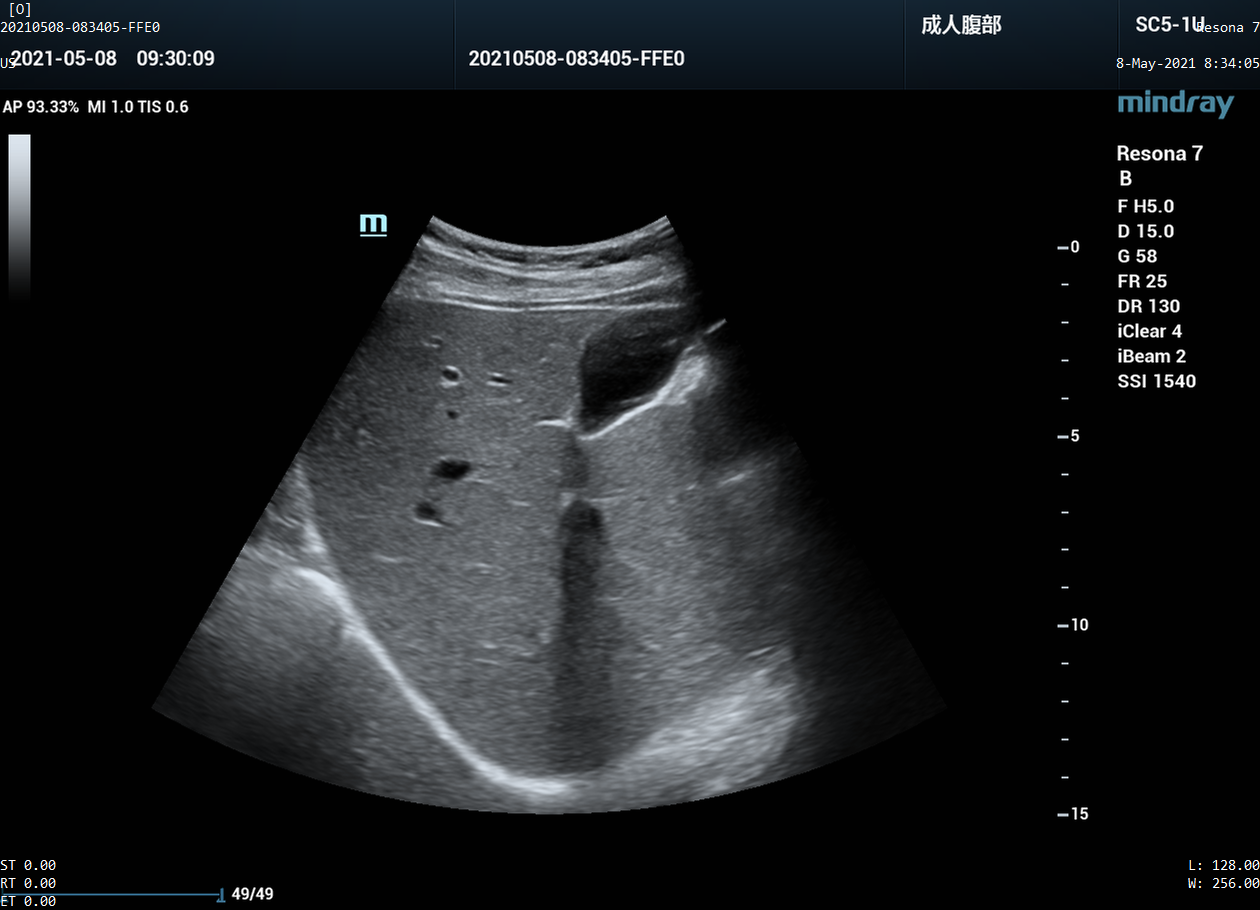 [O]
20210508-083405-FFE0
2021-05-08 09:30:09
US
20210508-083405-FFE0
成人腹部
SC5-1U
Resona 7
8-May-2021 8:34:05
AP 93.33% MI 1.0 TIS 0.6
mindray
m
Resona 7
B
F H5.0
D 15.0
G 58
FR 25
DR 130
iClear 4
iBeam 2
SSI 1540
0
5
10
15
ST 0.00
RT 0.00
ET 0.00
49/49
L: 128.00
W: 256.00